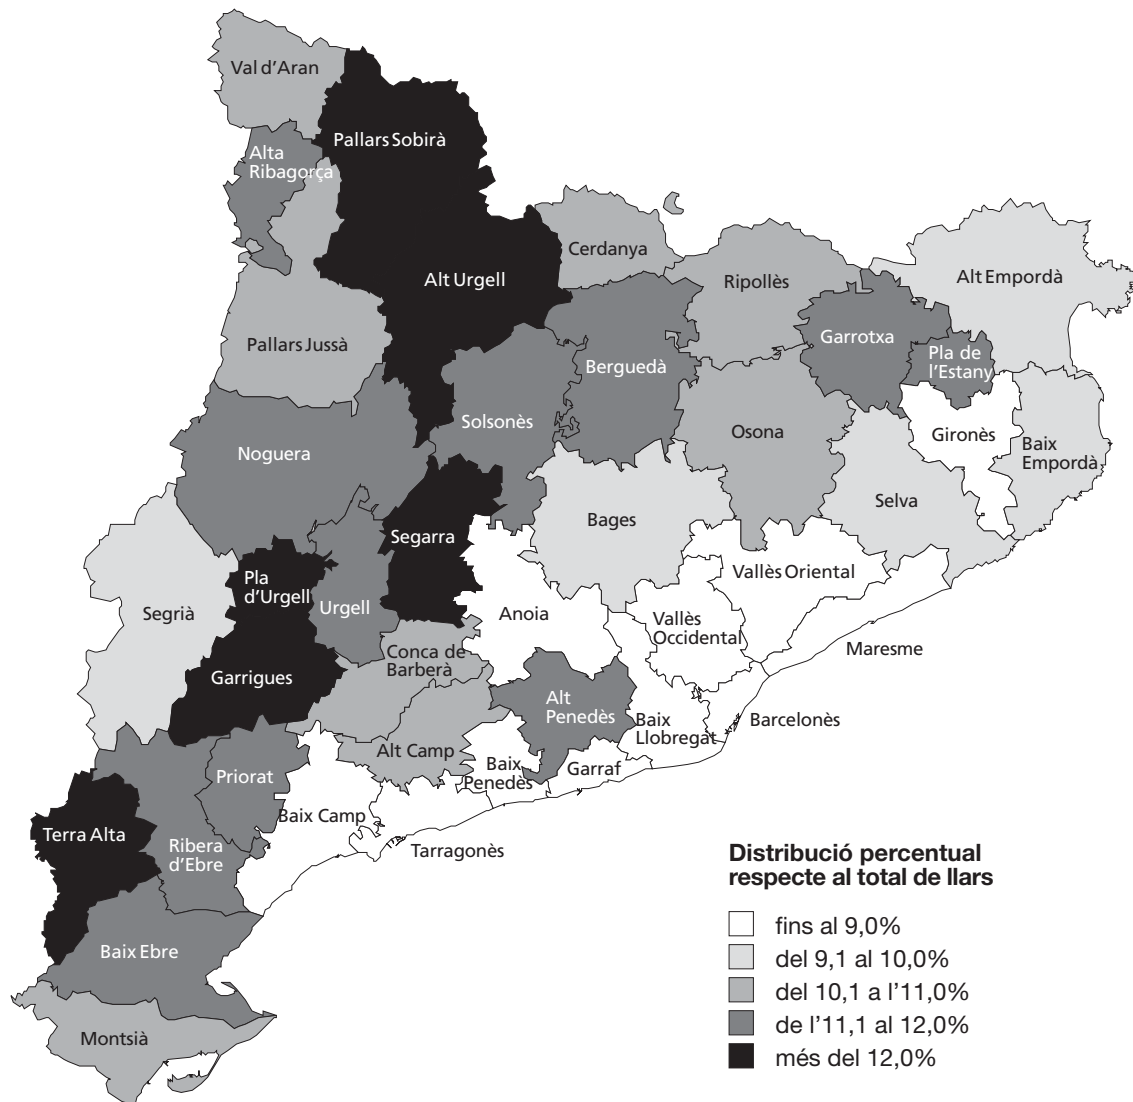 Val d'Aran
Pallars Sobirà
Alta
Ribagorça
Cerdanya
Alt Urgell
Ripollès
Alt Empordà
Pallars Jussà
Garrotxa
Pla de
l'Estany
Berguedà
Solsonès
Osona
Gironès
Baix
Empordà
Noguera
Selva
Bages
Segarra
Vallès Oriental
Pla
d'Urgell
Urgell
Segrià
Anoia
Vallès
Occidental
Maresme
Conca de
Barberà
Garrigues
Alt
Penedès
Baix
Llobregat
Barcelonès
Alt Camp
Baix
Penedès
Garraf
Priorat
Baix Camp
Terra Alta
Ribera
d'Ebre
Tarragonès
Baix Ebre
Montsià
Distribució percentual
respecte al total de llars
fins al 9,0%
del 9,1 al 10,0%
del 10,1 a l'11,0%
de l'11,1 al 12,0%
més del 12,0%